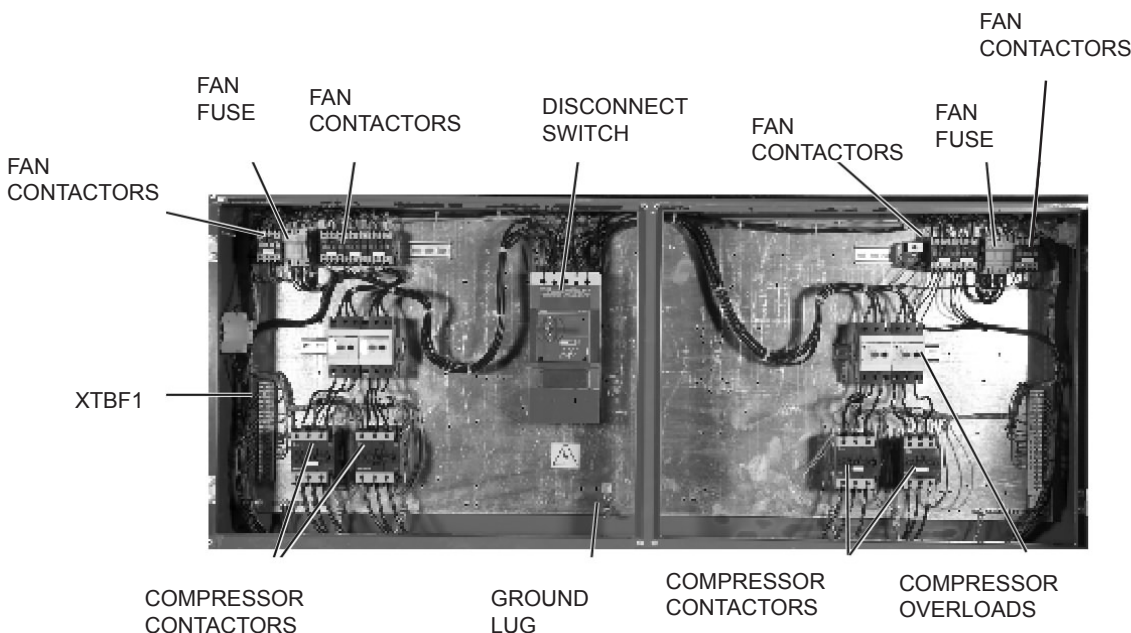 FAN
CONTACTORS
FAN
FUSE
FAN
CONTACTORS
DISCONNECT
SWITCH
FAN
CONTACTORS
FAN
FUSE
FAN
CONTACTORS
XTBF1
COMPRESSOR
CONTACTORS
GROUND
LUG
COMPRESSOR
CONTACTORS
COMPRESSOR
OVERLOADS